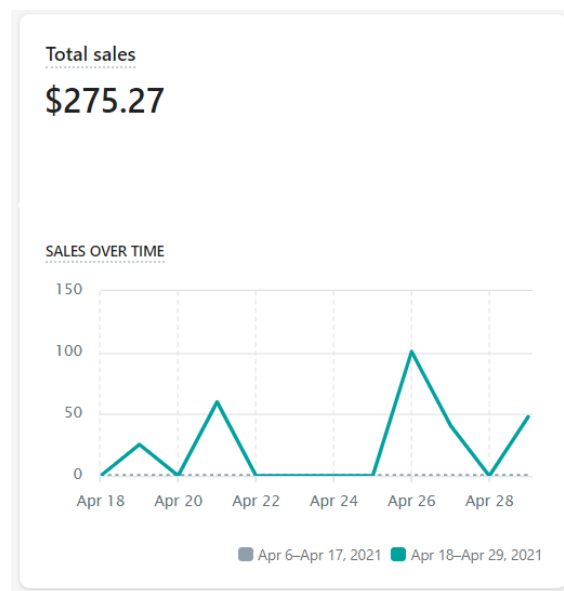 Total sales
$275.27
SALES OVER TIME
150
100
50
0
Apr 18 Apr 20 Apr 22 Apr 24 Apr 26 Apr 28
Apr 6–Apr 17, 2021 Apr 18–Apr 29, 2021